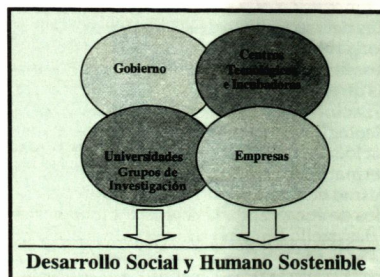 Gobierno
Centros
Tecnológicos
e Incubadoras
Universidades
Grupos de
Investigación
Empresas
Desarrollo Social y Humano Sostenible